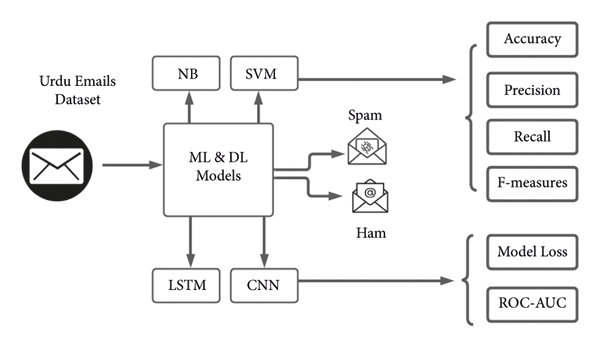 Urdu Emails
Dataset
NB
SVM
ML & DL
Models
Spam
@
Ham
LSTM
CNN
Accuracy
Precision
Recall
F-measures
Model Loss
ROC-AUC